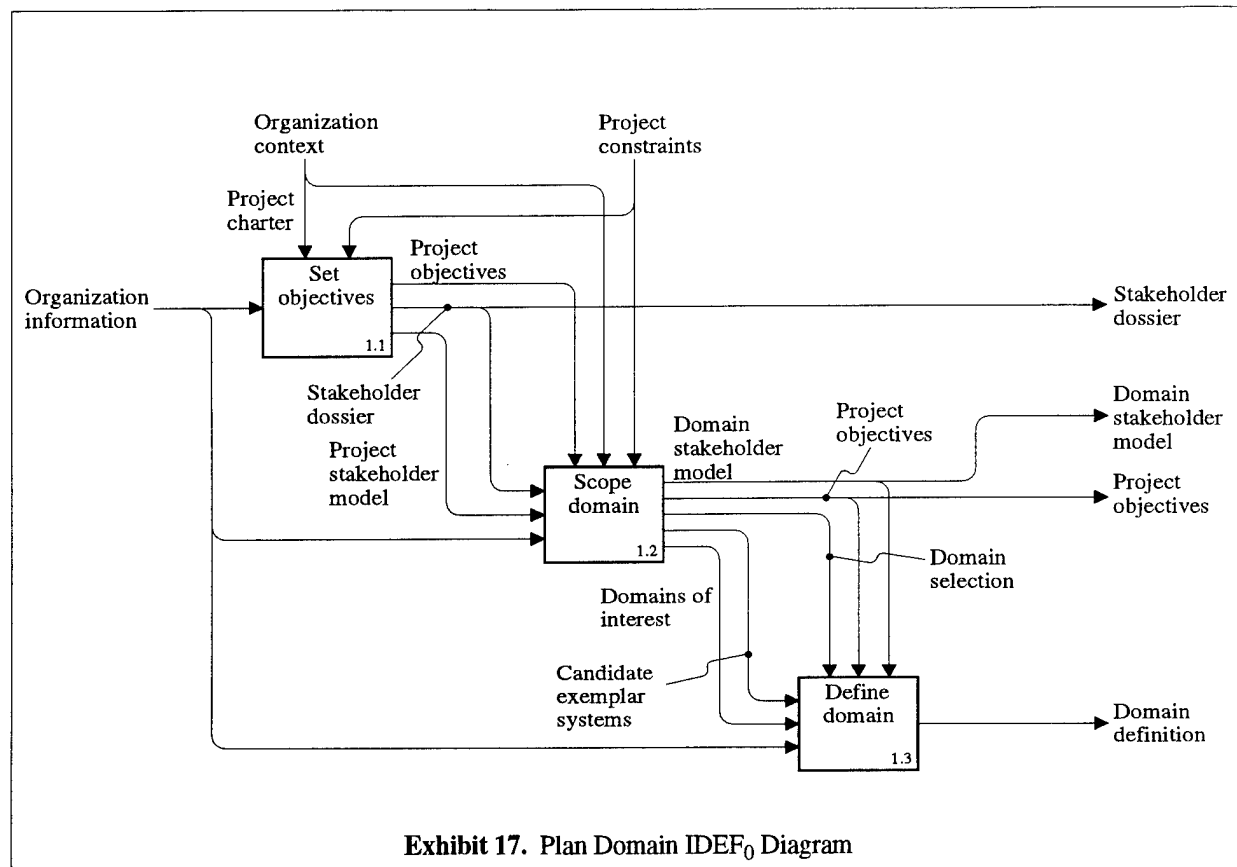 Organization
context
Project
constraints
Project
charter
Project
objectives
Set
objectives
1.1
Organization
information
Stakeholder
dossier
Stakeholder
dossier
Project
stakeholder
model
Domain
stakeholder
model
Project
objectives
Domain
stakeholder
model
Project
objectives
Scope
domain
1.2
Domain
selection
Domains of
interest
Candidate
exemplar
systems
Define
domain
1.3
Domain
definition
Exhibit 17. Plan Domain IDEF0 Diagram